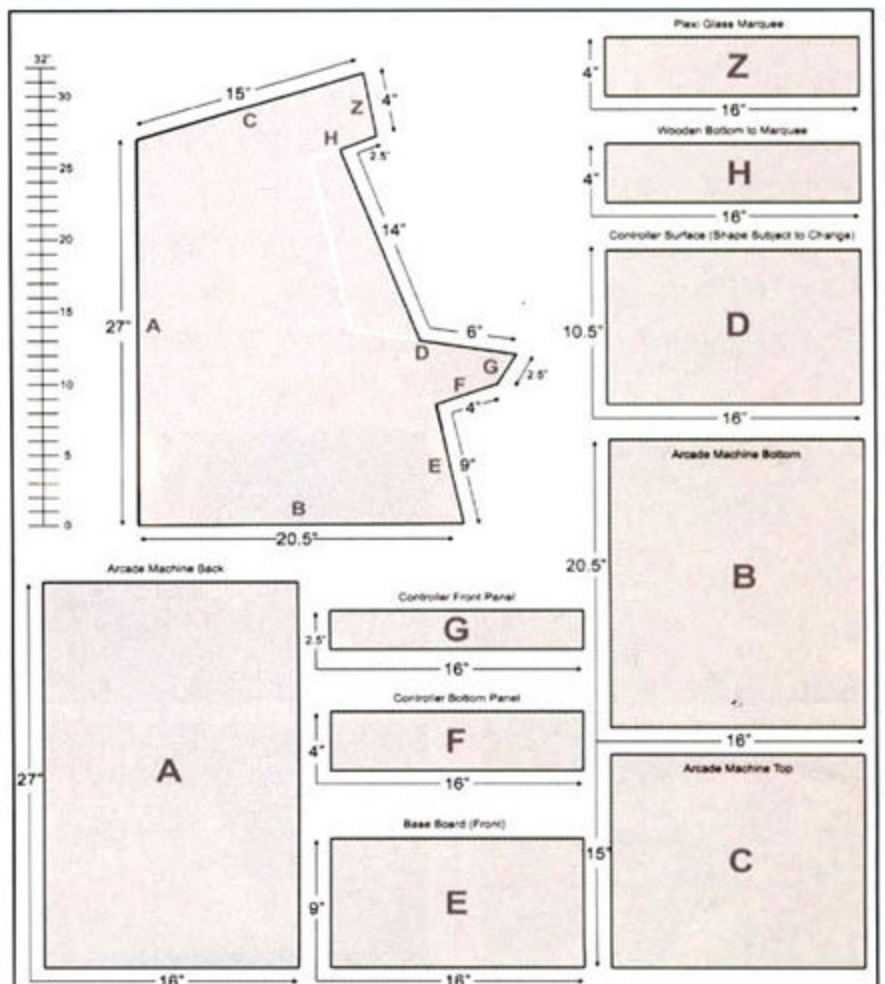 32"
30
25
20
15
10
5
0
15"
C
Z
4"
H
2.5"
14"
27"
A
6"
D
G
2.5"
F
4"
E
9"
B
20.5"
Plexi Glass Marquee
4"
Z
16"
Wooden Bottom to Marquee
4"
H
16"
Controller Surface (Shape Subject to Change)
10.5"
D
16"
Arcade Machine Bottom
20.5"
B
16"
Arcade Machine Top
15"
C
Arcade Machine Back
27"
A
16"
Controller Front Panel
2.5"
G
16"
Controller Bottom Panel
4"
F
16"
Base Board (Front)
9"
E
16"